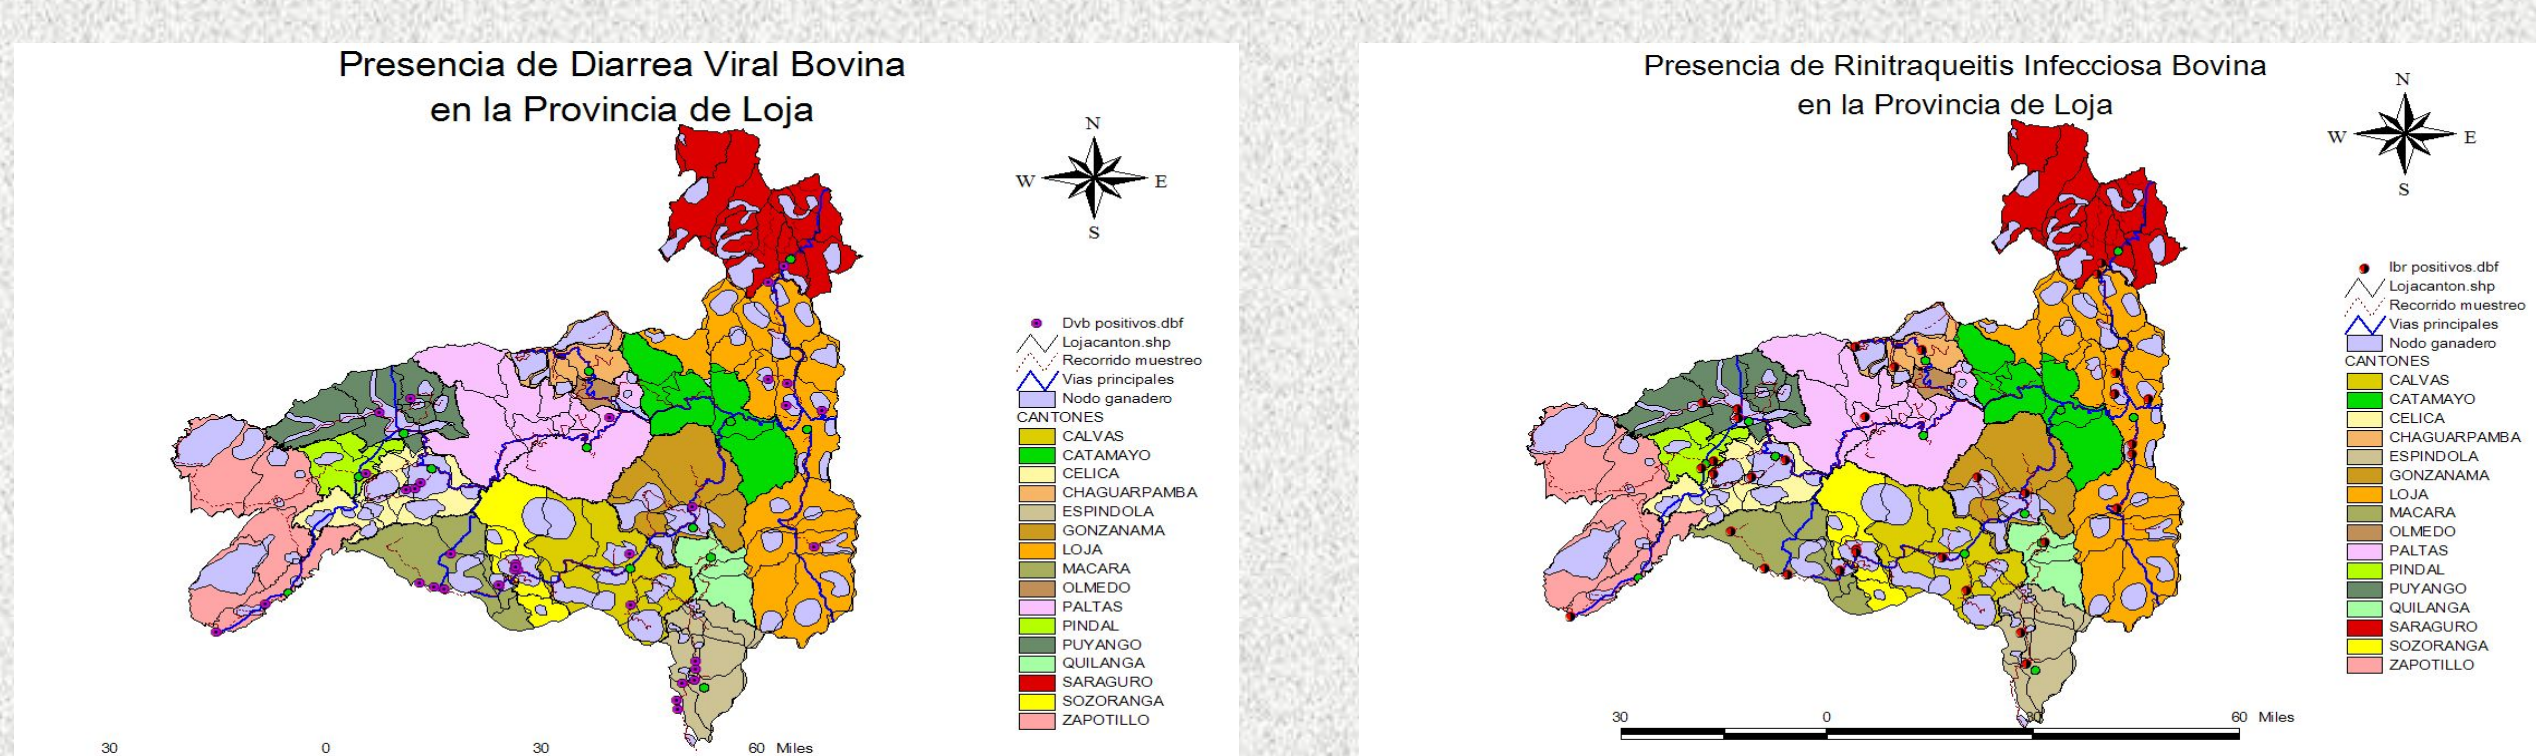 Presencia de Diarrea Viral Bovina
en la Provincia de Loja
N
W
E
S
Dvb positivos.dbf
Lojacanton.shp
Recorrido muestreo
Vias principales
Nodo ganadero
CANTONES
CALVAS
CATAMAYO
CELICA
CHAGUARPAMBA
ESPINDOLA
GONZANAMA
LOJA
MACARA
OLMEDO
PALTAS
PINDAL
PUYANGO
QUILANGA
SARAGURO
SOZORANGA
ZAPOTILLO
30 0 30 60 Miles
Presencia de Rinitraqueitis Infecciosa Bovina
en la Provincia de Loja
N
W
E
S
Ibr positivos.dbf
Lojacanton.shp
Recorrido muestreo
Vias principales
Nodo ganadero
CANTONES
CALVAS
CATAMAYO
CELICA
CHAGUARPAMBA
ESPINDOLA
GONZANAMA
LOJA
MACARA
OLMEDO
PALTAS
PINDAL
PUYANGO
QUILANGA
SARAGURO
SOZORANGA
ZAPOTILLO
30 0 30 60 Miles